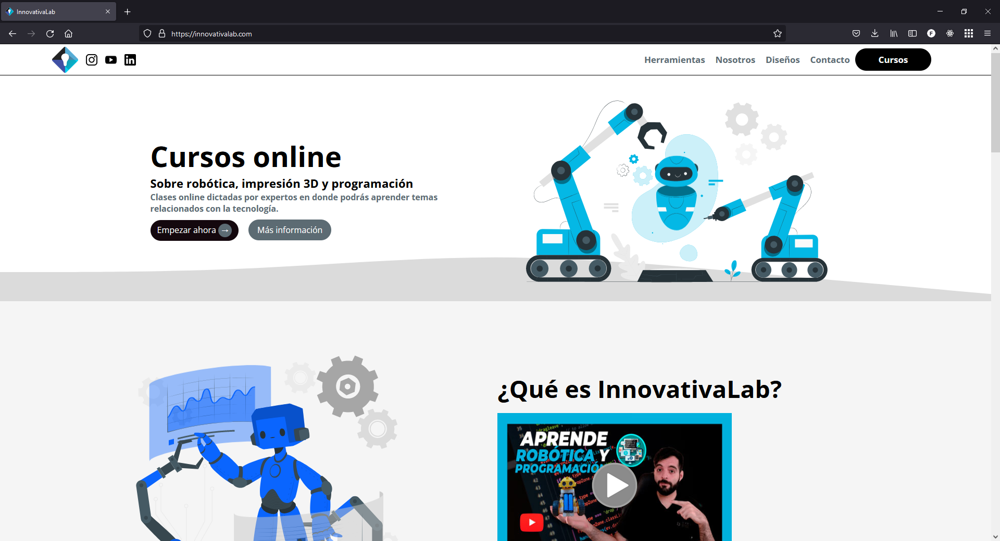 InnovativaLab
https://innovativalab.com
F
Herramientas Nosotros Diseños Contacto Cursos
Cursos online
Sobre robótica, impresión 3D y programación
Clases online dictadas por expertos en donde podrás aprender temas
relacionados con la tecnología.
Empezar ahora →
Más información
¿Qué es InnovativaLab?
APRENDE
ROBÓTICA Y
PROGRAMACIÓN